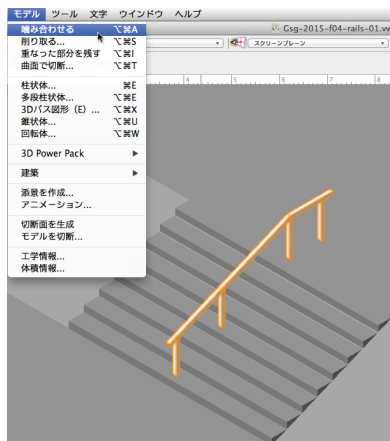 モデル ツール 文字 ウインドウ ヘルプ
Gsg-2015-f04-rails-01.vw
スクリーンプレーン
噛み合わせる ⌥⌘A
削り取る... ⌥⌘S
重なった部分を残す ⌥⌘I
曲面で切断... ⌥⌘T
柱状体... ⌘E
多段柱状体... ⌥⌘E
3Dパス図形（E）... ⌥⌘X
錐状体... ⌥⌘U
回転体... ⌥⌘W
3D Power Pack ▶
建築 ▶
添景を作成...
アニメーション...
切断面を生成
モデルを切断...
工学情報...
体積情報...
4 5 6 7 8